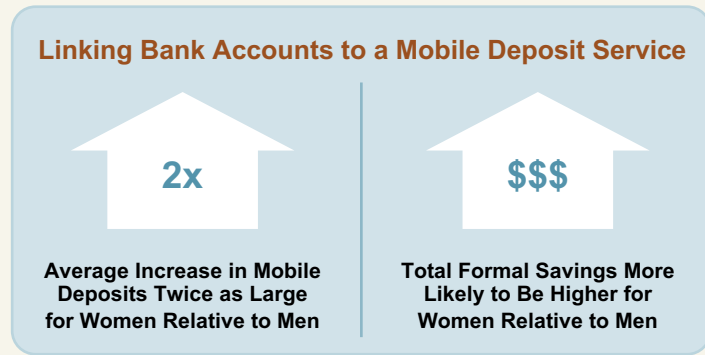 Linking Bank Accounts to a Mobile Deposit Service
2x
Average Increase in Mobile
Deposits Twice as Large
for Women Relative to Men
$$$
Total Formal Savings More
Likely to Be Higher for
Women Relative to Men